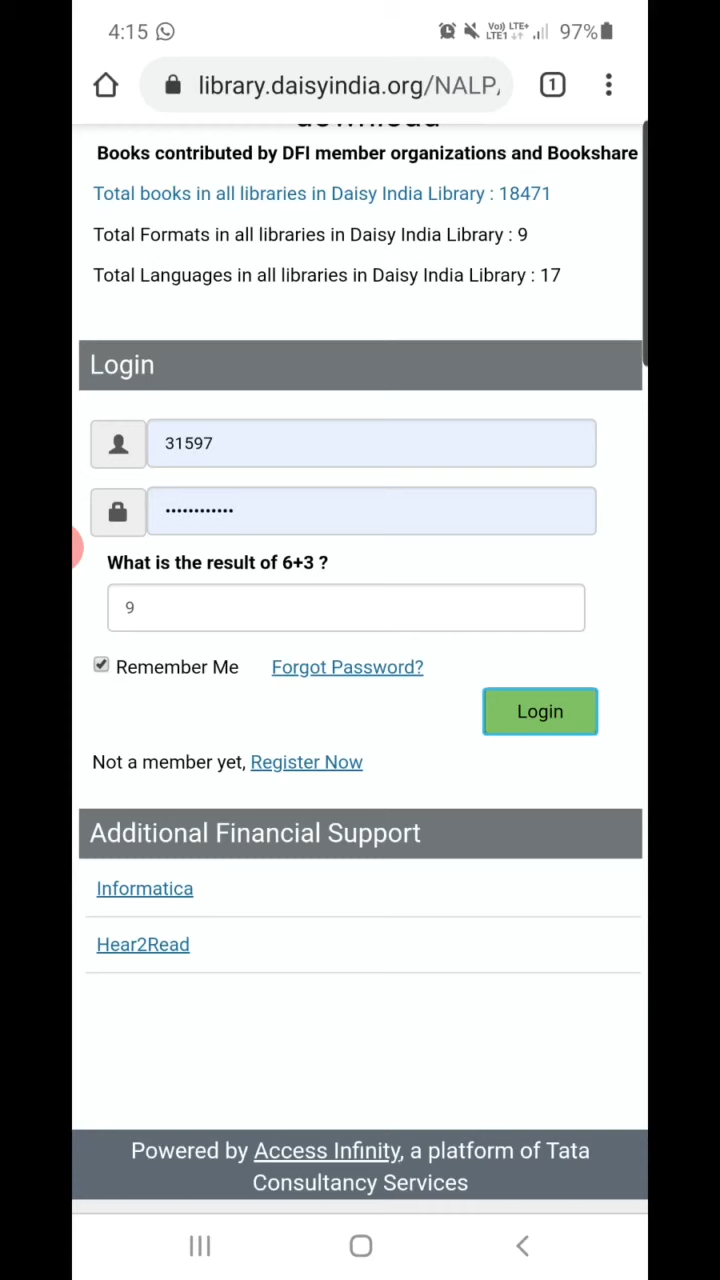 4:15 Vo)) LTE+ LTE1 97%
library.daisyindia.org/NALP 1
download
Books contributed by DFI member organizations and Bookshare
Total books in all libraries in Daisy India Library : 18471
Total Formats in all libraries in Daisy India Library : 9
Total Languages in all libraries in Daisy India Library : 17
Login
31597
••••••••••••
What is the result of 6+3 ?
9
Remember Me Forgot Password?
Login
Not a member yet, Register Now
Additional Financial Support
Informatica
Hear2Read
Powered by Access Infinity, a platform of Tata
Consultancy Services